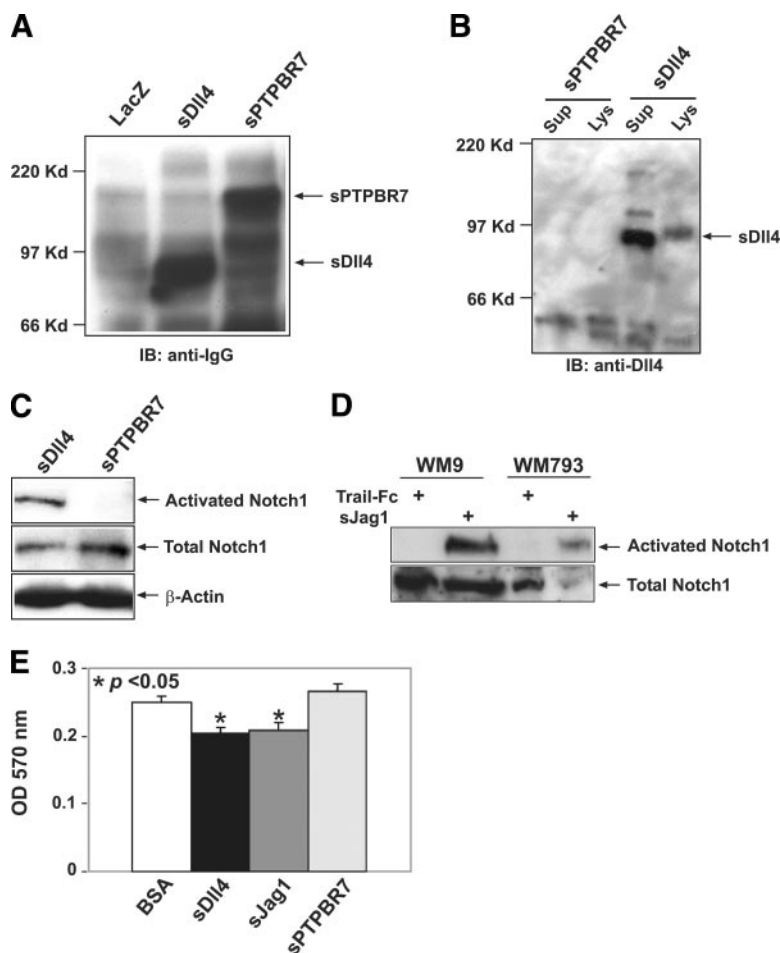 A
LacZ
sDll4
sPTPBR7
220 Kd
97 Kd
66 Kd
sPTPBR7
sDll4
IB: anti-IgG
B
sPTPBR7
sDll4
Sup
Lys
Sup
Lys
220 Kd
97 Kd
66 Kd
sDll4
IB: anti-Dll4
C
sDll4
sPTPBR7
Activated Notch1
Total Notch1
β-Actin
D
WM9
WM793
Trail-Fc + +
sJag1 + +
Activated Notch1
Total Notch1
E
* p <0.05
OD 570 nm
0.3
0.2
0.1
0
* *
BSA
sDll4
sJag1
sPTPBR7